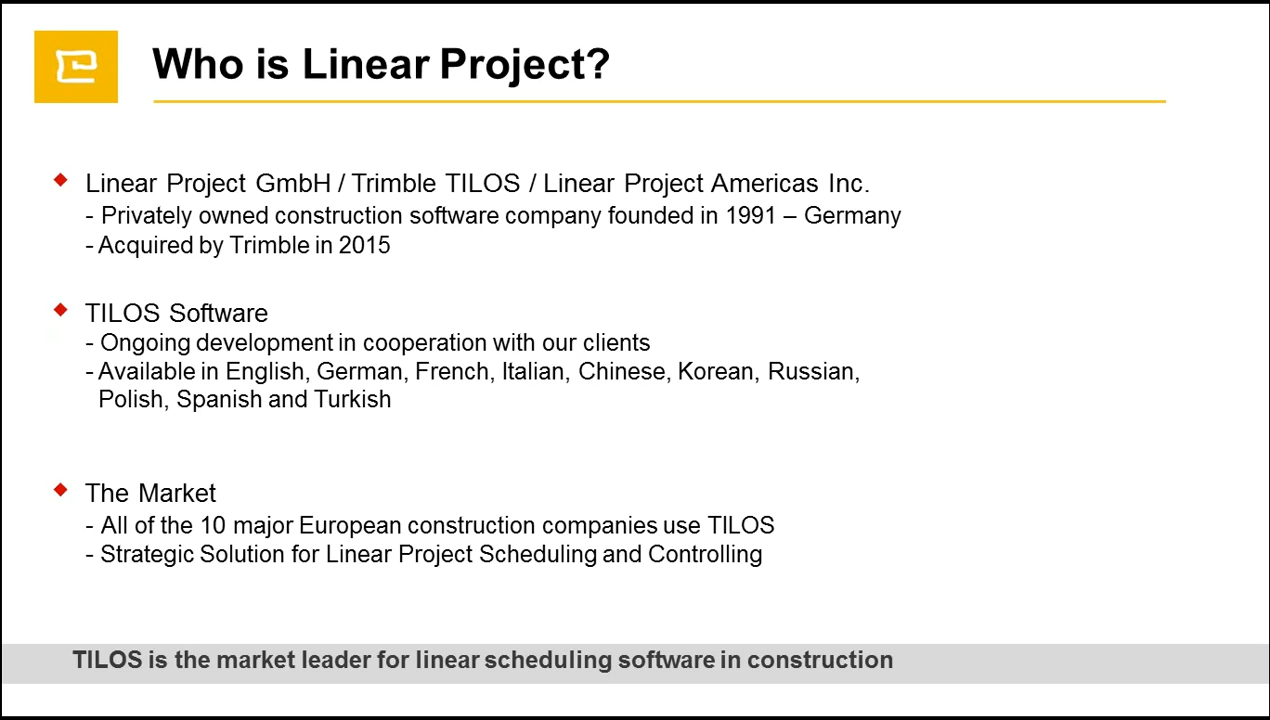 Who is Linear Project?
Linear Project GmbH / Trimble TILOS / Linear Project Americas Inc.
- Privately owned construction software company founded in 1991 – Germany
- Acquired by Trimble in 2015
TILOS Software
- Ongoing development in cooperation with our clients
- Available in English, German, French, Italian, Chinese, Korean, Russian,
Polish, Spanish and Turkish
The Market
- All of the 10 major European construction companies use TILOS
- Strategic Solution for Linear Project Scheduling and Controlling
TILOS is the market leader for linear scheduling software in construction